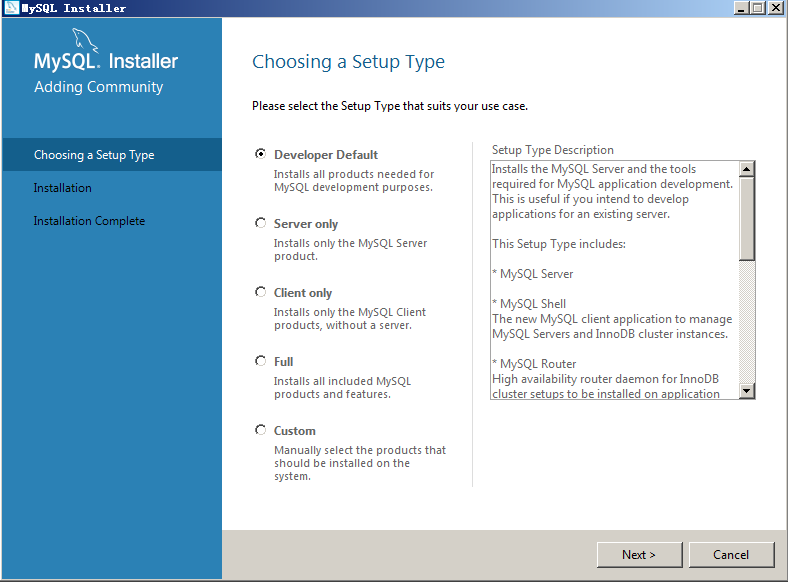 MySQL Installer
MySQL. Installer
Adding Community
Choosing a Setup Type
Installation
Installation Complete
Choosing a Setup Type
Please select the Setup Type that suits your use case.
Developer Default
Installs all products needed for
MySQL development purposes.
Server only
Installs only the MySQL Server
product.
Client only
Installs only the MySQL Client
products, without a server.
Full
Installs all included MySQL
products and features.
Custom
Manually select the products that
should be installed on the
system.
Setup Type Description
Installs the MySQL Server and the tools
required for MySQL application development.
This is useful if you intend to develop
applications for an existing server.
This Setup Type includes:
* MySQL Server
* MySQL Shell
The new MySQL client application to manage
MySQL Servers and InnoDB cluster instances.
* MySQL Router
High availability router daemon for InnoDB
cluster setups to be installed on application
Next >
Cancel